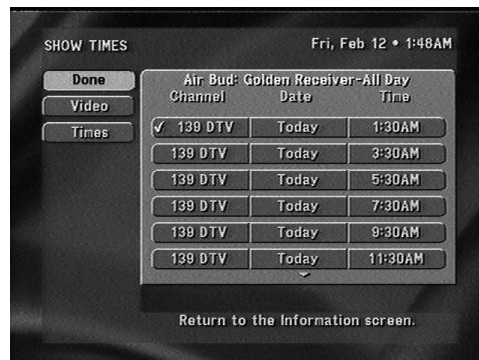 SHOW TIMES Fri, Feb 12 • 1:48AM
Done
Video
Times
Air Bud: Golden Receiver-All Day
Channel Date Time
✓ 139 DTV Today 1:30AM
139 DTV Today 3:30AM
139 DTV Today 5:30AM
139 DTV Today 7:30AM
139 DTV Today 9:30AM
139 DTV Today 11:30AM
Return to the Information screen.